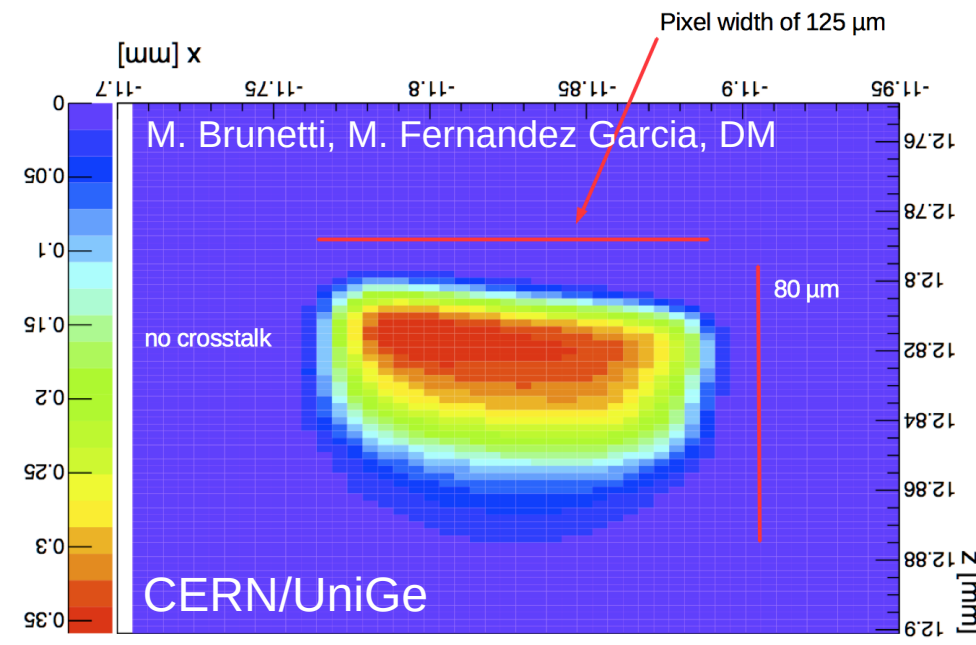 Pixel width of 125 µm
x [mm]
-11.7 -11.75 -11.8 -11.85 -11.9 -11.95
M. Brunetti, M. Fernandez Garcia, DM
0
0.05
0.1
0.15
0.2
0.25
0.3
0.35
12.76
12.78
12.8
12.82
12.84
12.86
12.88
12.9
z [mm]
80 µm
no crosstalk
CERN/UniGe